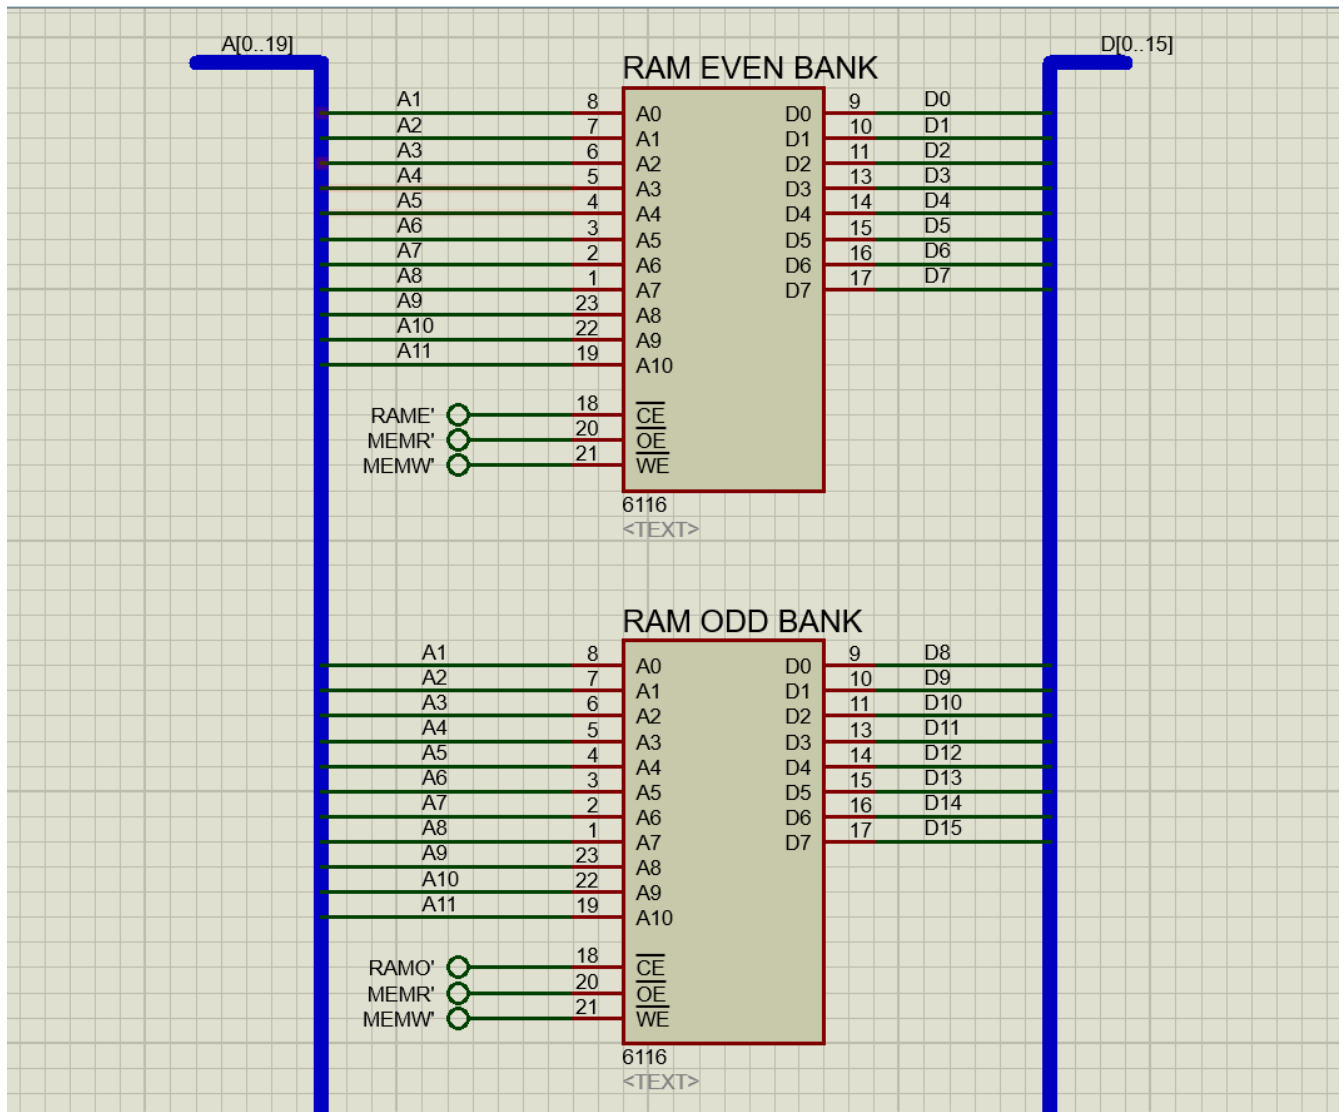 A[0..19] D[0..15]
RAM EVEN BANK
A1 8 A0 D0 9 D0
A2 7 A1 D1 10 D1
A3 6 A2 D2 11 D2
A4 5 A3 D3 13 D3
A5 4 A4 D4 14 D4
A6 3 A5 D5 15 D5
A7 2 A6 D6 16 D6
A8 1 A7 D7 17 D7
A9 23 A8
A10 22 A9
A11 19 A10
RAME' 18 CE
MEMR' 20 OE
MEMW' 21 WE
6116
<TEXT>
RAM ODD BANK
A1 8 A0 D0 9 D8
A2 7 A1 D1 10 D9
A3 6 A2 D2 11 D10
A4 5 A3 D3 13 D11
A5 4 A4 D4 14 D12
A6 3 A5 D5 15 D13
A7 2 A6 D6 16 D14
A8 1 A7 D7 17 D15
A9 23 A8
A10 22 A9
A11 19 A10
RAMO' 18 CE
MEMR' 20 OE
MEMW' 21 WE
6116
<TEXT>